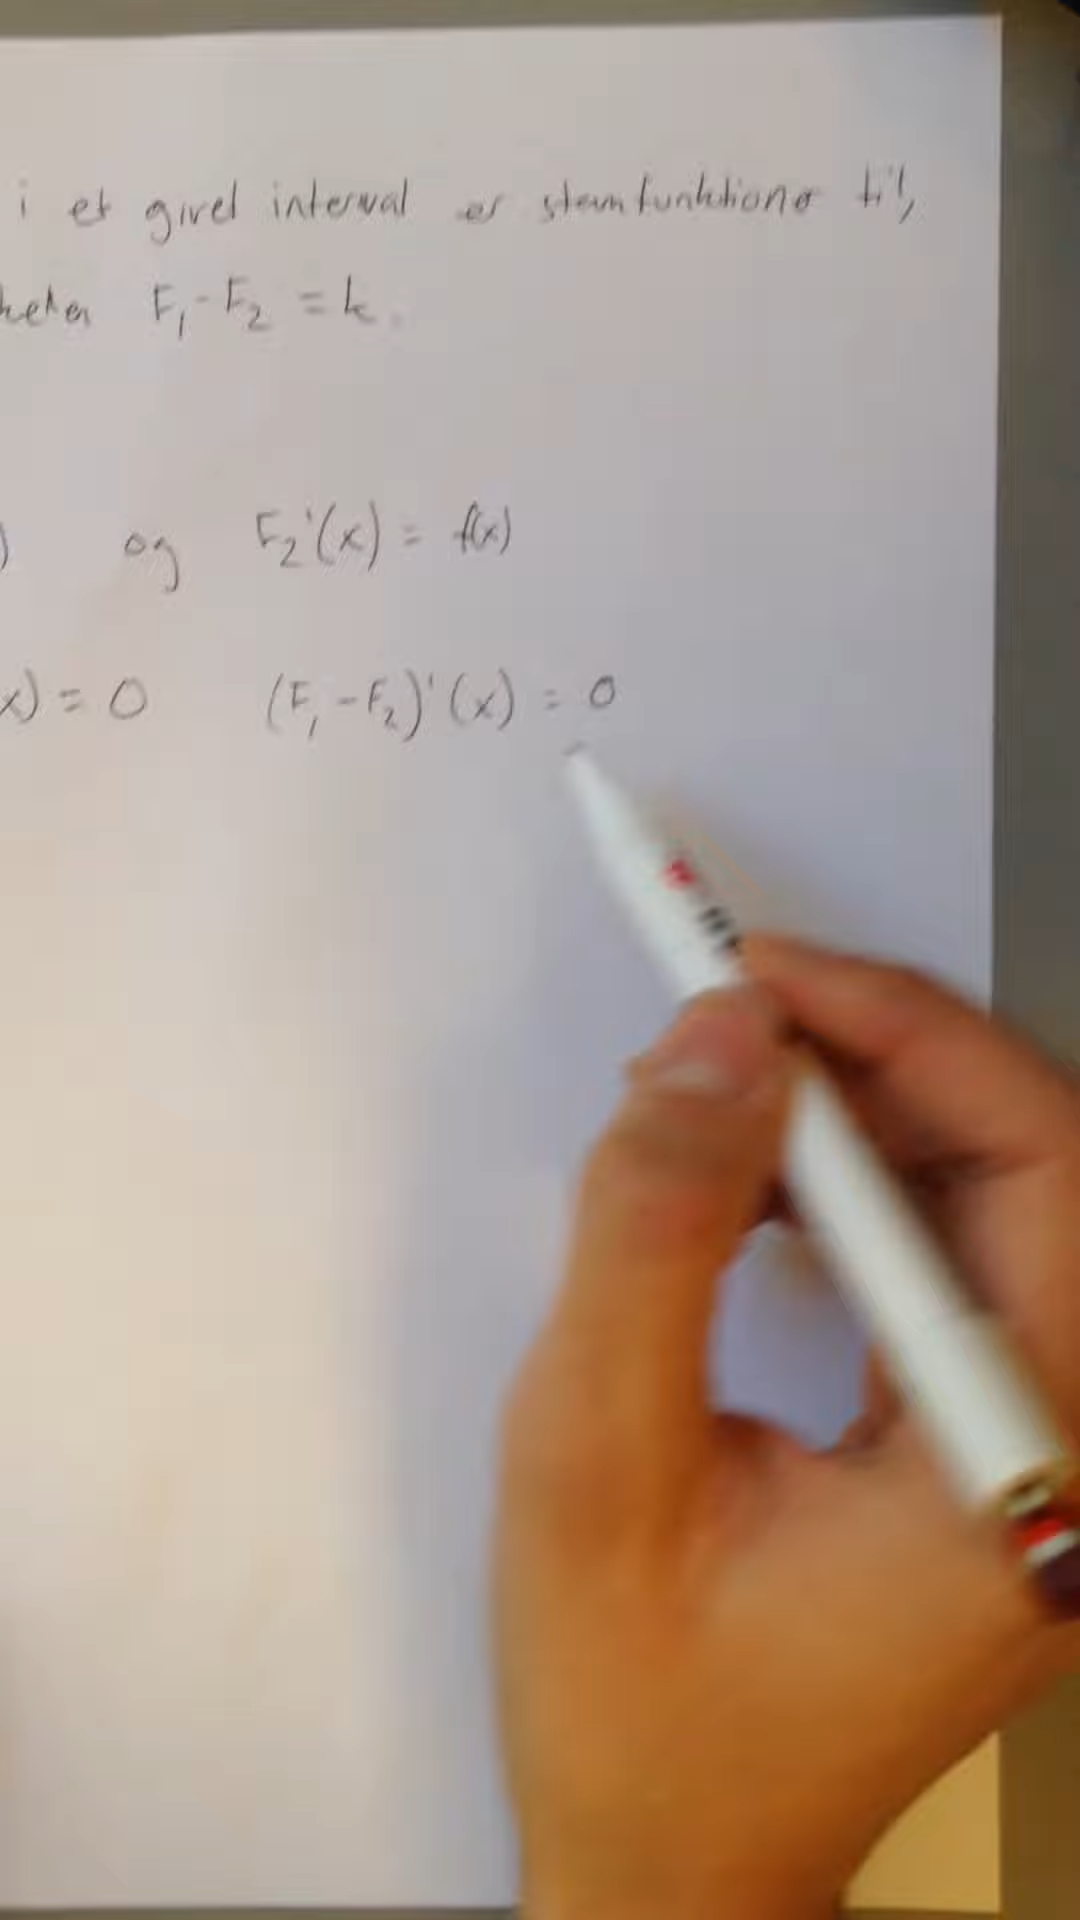 i et givet interval er stamfunktioner til,
F₁-F₂ = k.
) og F₂'(x) = f(x)
x) = 0 (F₁-F₂)'(x) = 0